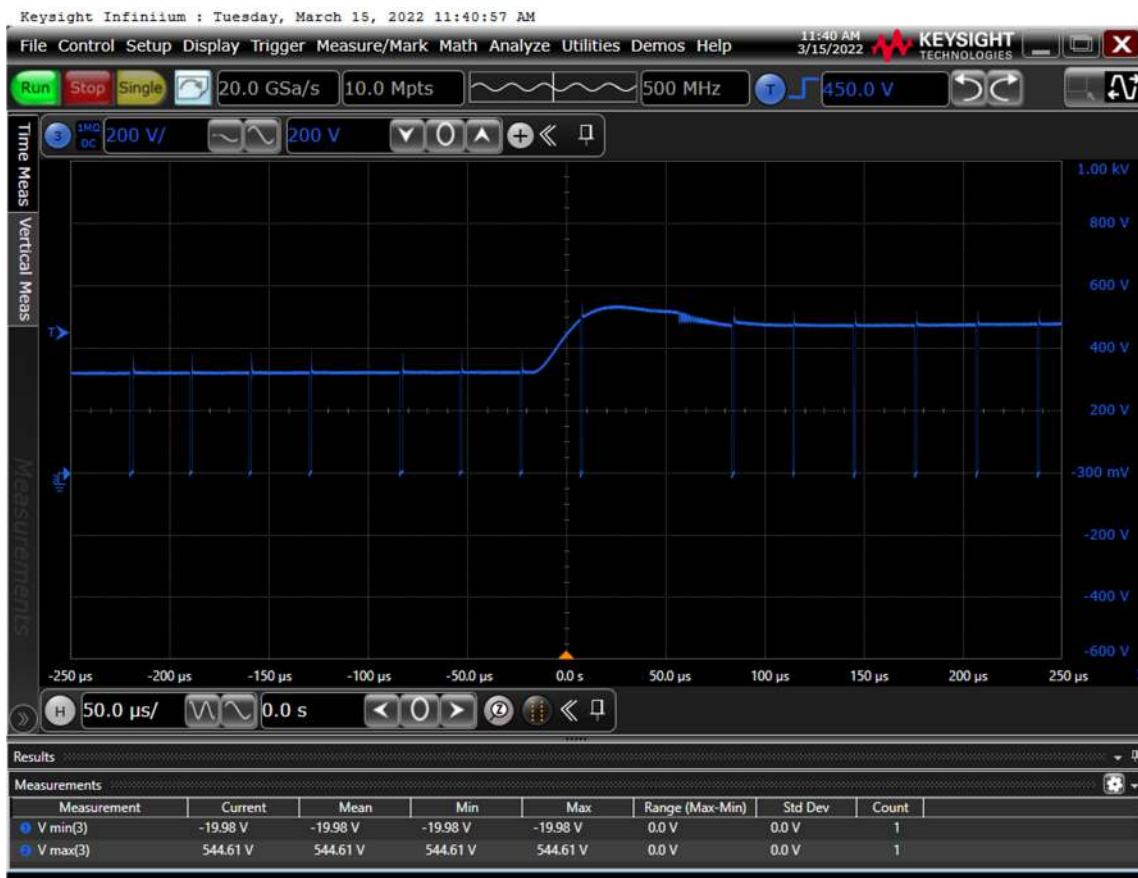 Keysight Infiniium : Tuesday, March 15, 2022 11:40:57 AM
File Control Setup Display Trigger Measure/Mark Math Analyze Utilities Demos Help 11:40 AM 3/15/2022 KEYSIGHT TECHNOLOGIES X
Run Stop Single 20.0 GSa/s 10.0 Mpts 500 MHz T 450.0 V
3 1MΩ DC 200 V/ 200 V 0 +
Time Meas
Vertical Meas
Measurements
1.00 kV
800 V
600 V
T
400 V
200 V
-300 mV
-200 V
-400 V
-600 V
-250 µs -200 µs -150 µs -100 µs -50.0 µs 0.0 s 50.0 µs 100 µs 150 µs 200 µs 250 µs
H 50.0 µs/ 0.0 s 0 Z
Results
Measurements
Measurement Current Mean Min Max Range (Max-Min) Std Dev Count
1 V min(3) -19.98 V -19.98 V -19.98 V -19.98 V 0.0 V 0.0 V 1
2 V max(3) 544.61 V 544.61 V 544.61 V 544.61 V 0.0 V 0.0 V 1